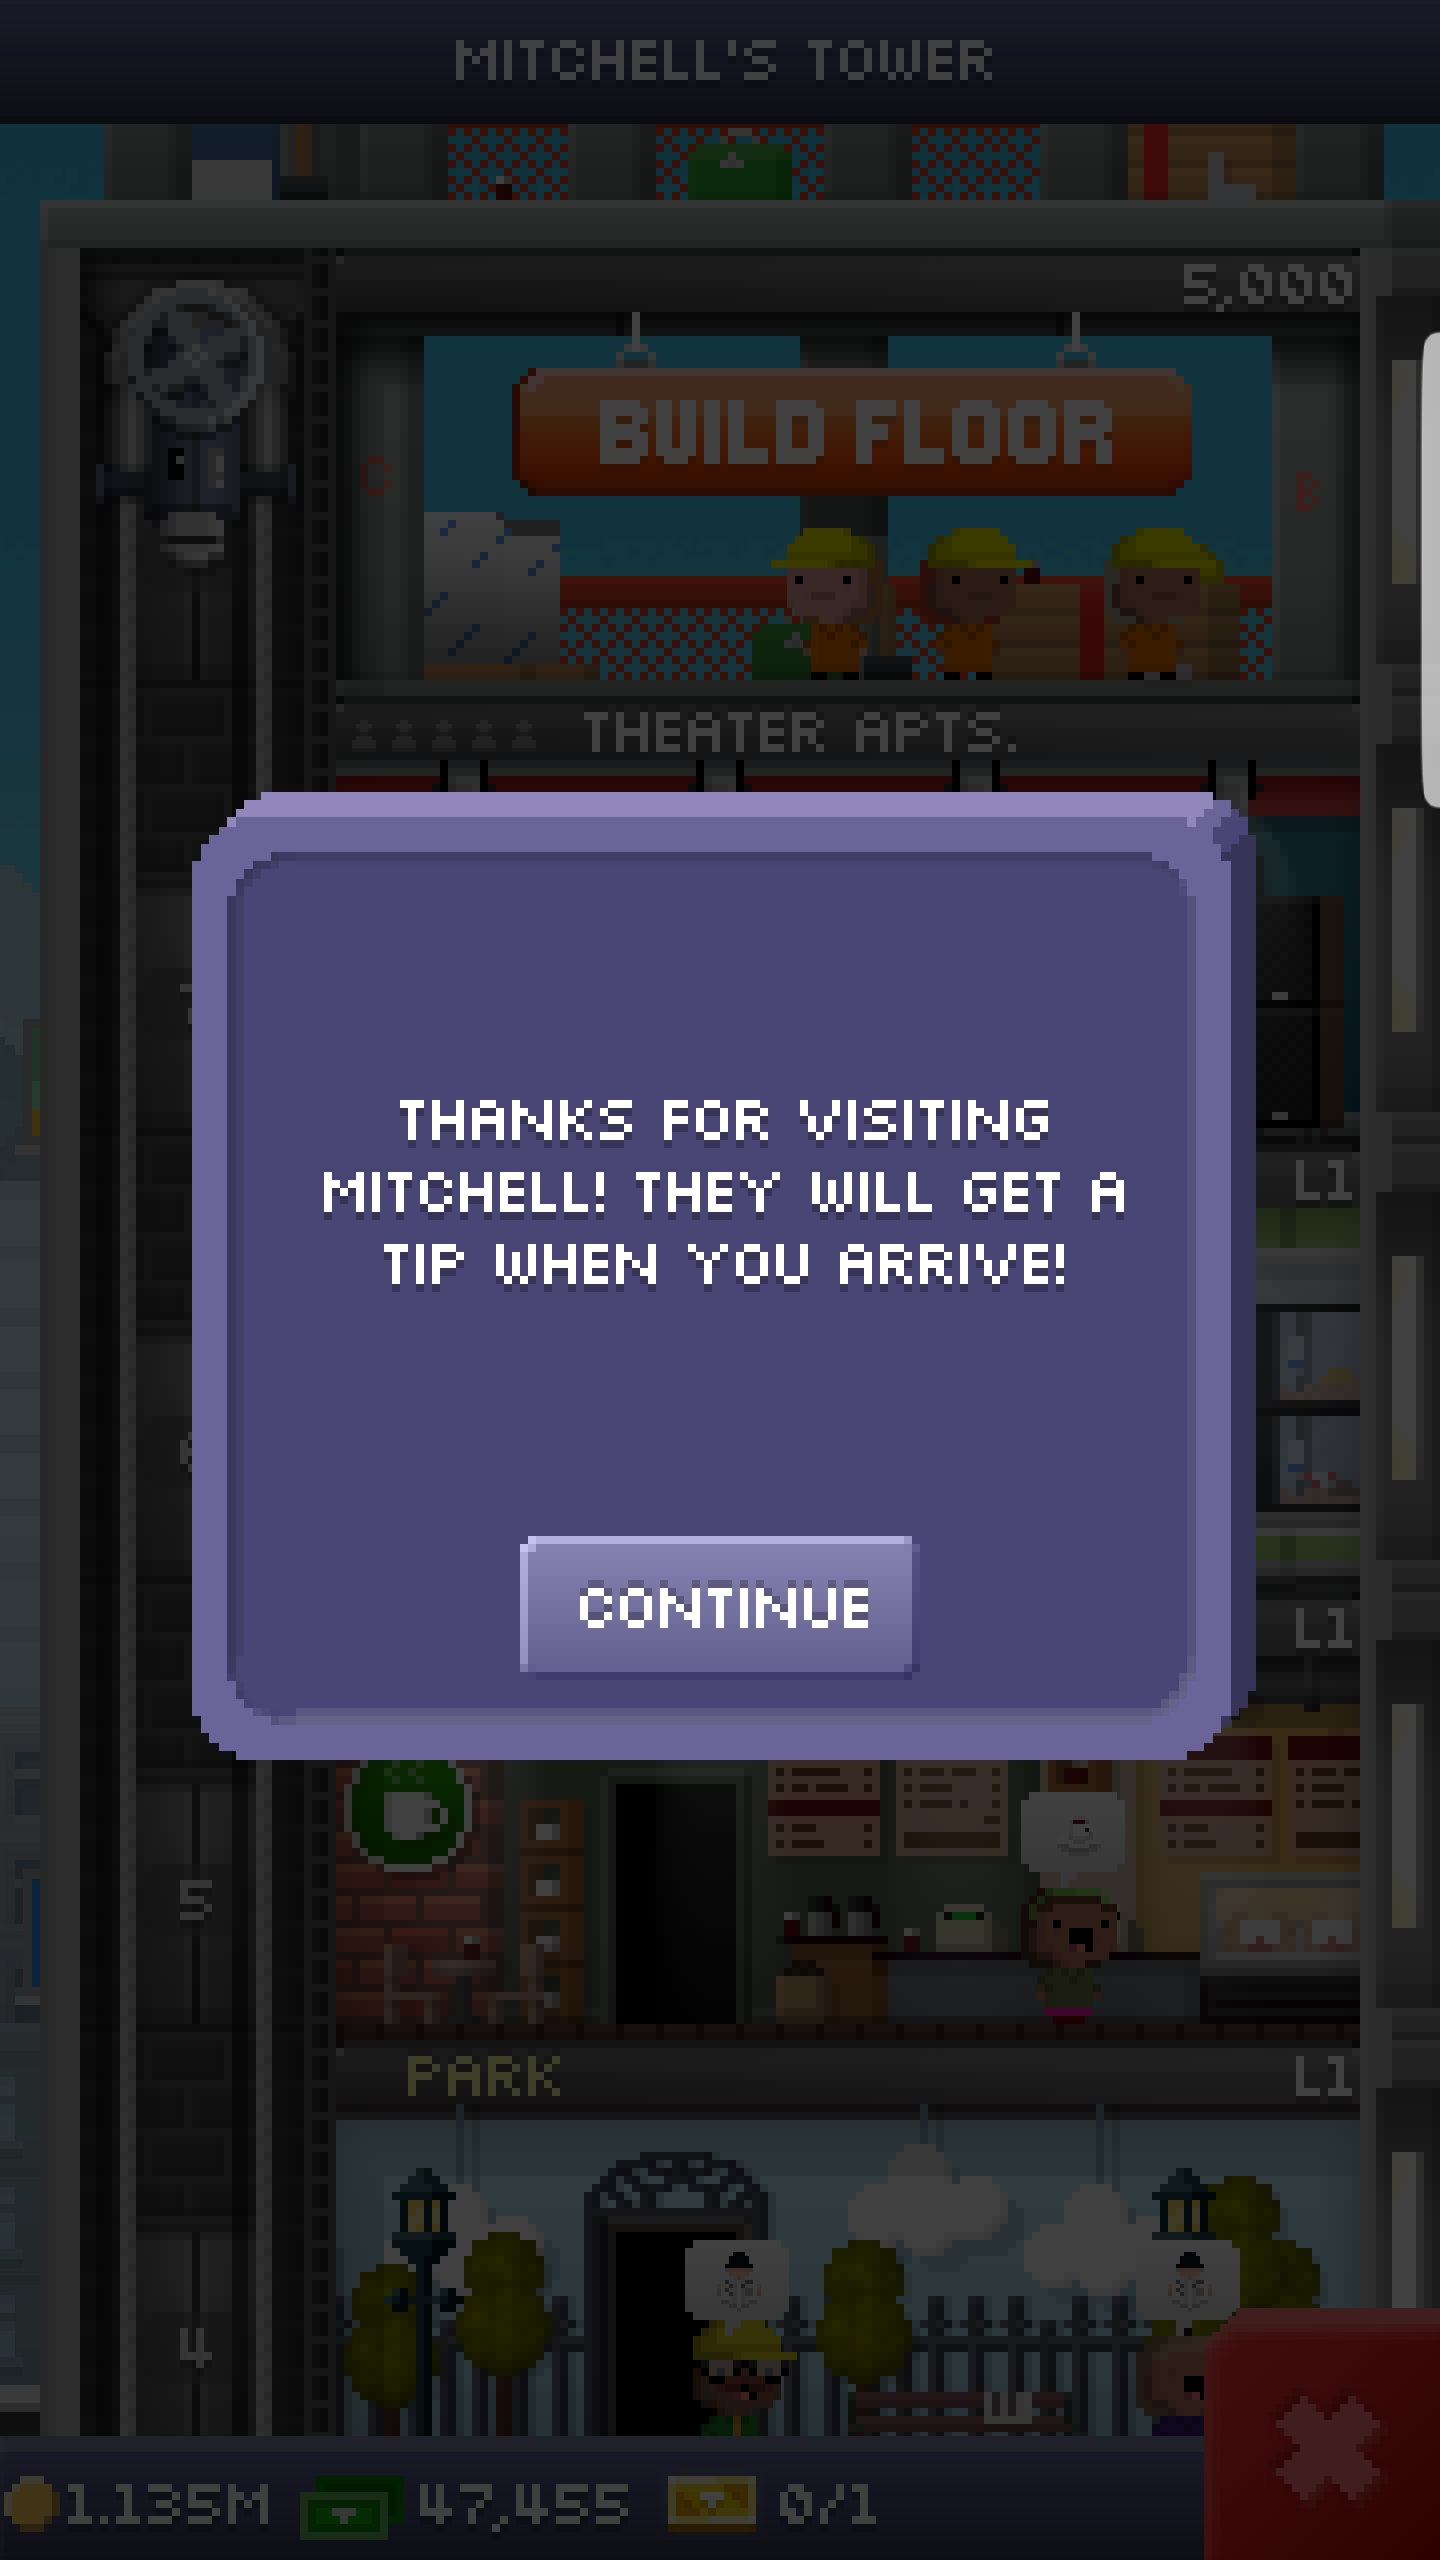 MITCHELL'S TOWER
5,000
BUILD FLOOR
C
B
THEATER APTS.
THANKS FOR VISITING
MITCHELL! THEY WILL GET A
TIP WHEN YOU ARRIVE!
L1
L1
CONTINUE
5
PARK
L1
4
1.135M
47,455
0/1